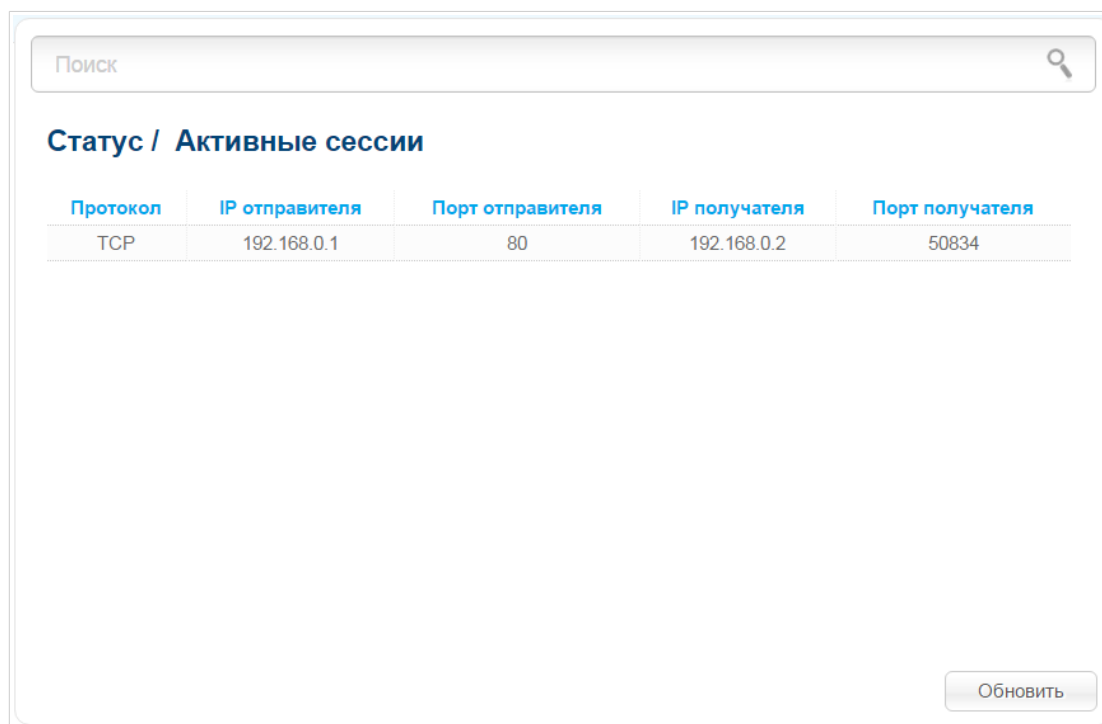 Поиск
Статус / Активные сессии
Протокол IP отправителя Порт отправителя IP получателя Порт получателя
TCP 192.168.0.1 80 192.168.0.2 50834
Обновить